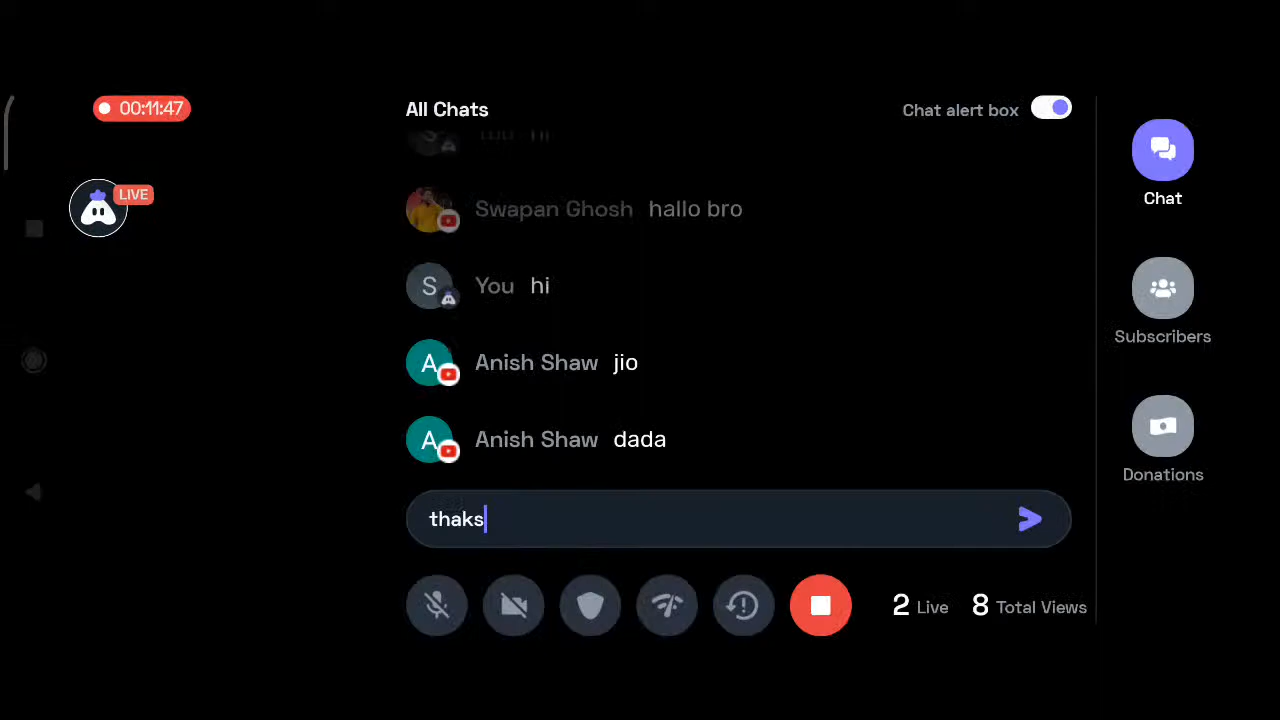 00:11:47
All Chats
Chat alert box
LIVE
Swapan Ghosh hallo bro
S You hi
A Anish Shaw jio
A Anish Shaw dada
thaks
2 Live 8 Total Views
Chat
Subscribers
Donations